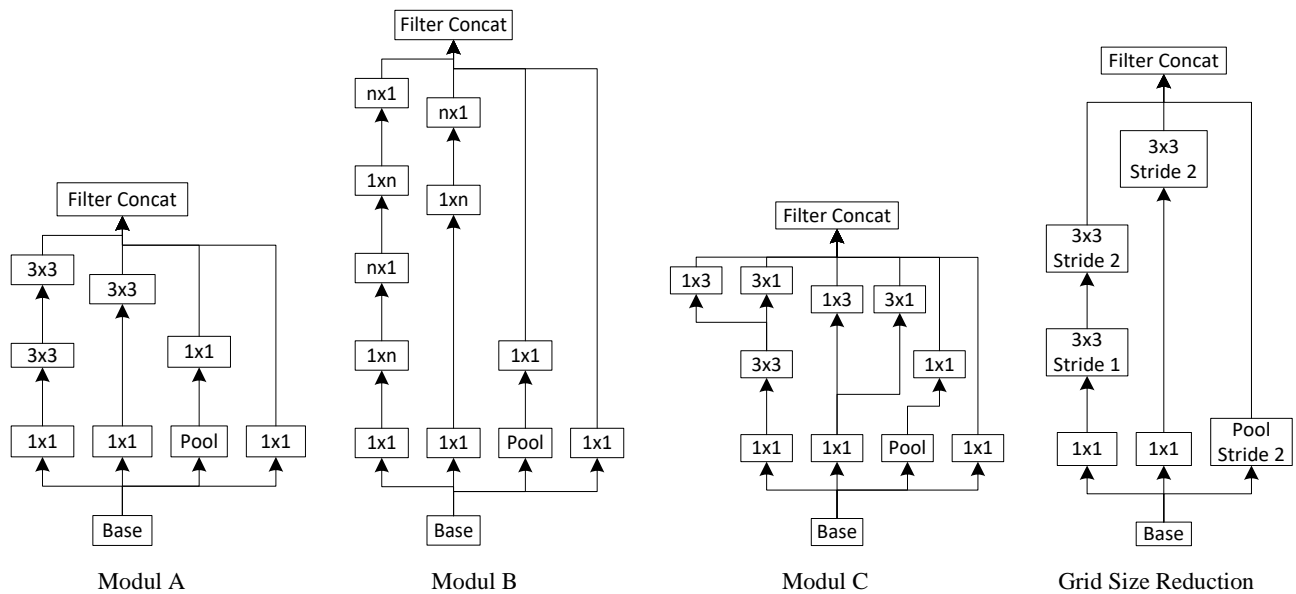 Filter Concat
3x3
3x3
3x3
1x1
1x1
1x1
Pool
1x1
Base
Modul A
Filter Concat
nx1
nx1
1xn
1xn
nx1
1xn
1x1
1x1
1x1
Pool
1x1
Base
Modul B
Filter Concat
1x3
3x1
1x3
3x1
3x3
1x1
1x1
1x1
Pool
1x1
Base
Modul C
Filter Concat
3x3
Stride 2
3x3
Stride 2
3x3
Stride 1
1x1
1x1
Pool
Stride 2
Base
Grid Size Reduction